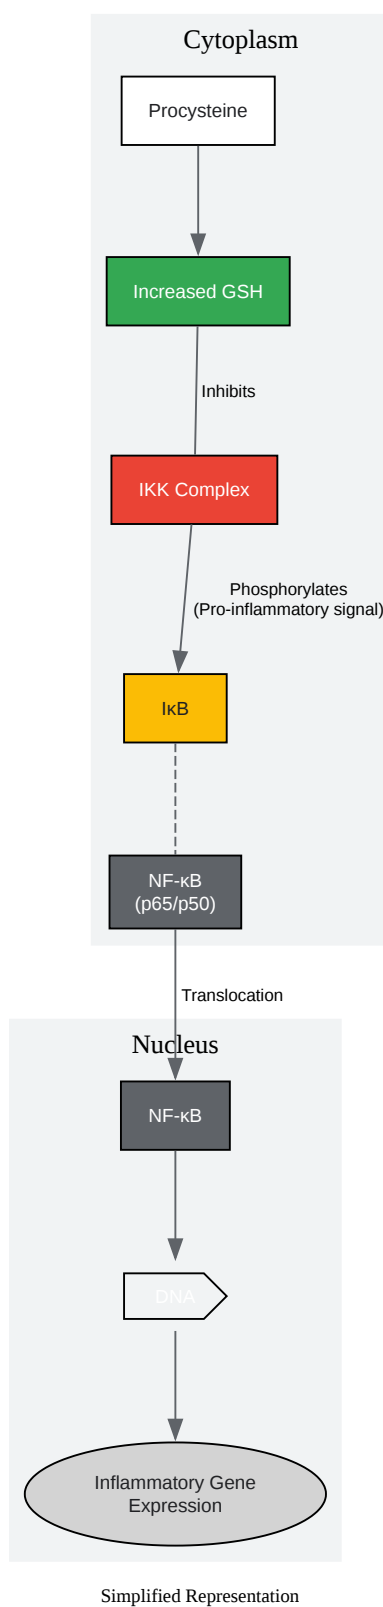 Cytoplasm
Procysteine
Increased GSH
Inhibits
IKK Complex
Phosphorylates
(Pro-inflammatory signal)
IκB
NF-κB
(p65/p50)
Translocation
Nucleus
NF-κB
DNA
Inflammatory Gene
Expression
Simplified Representation